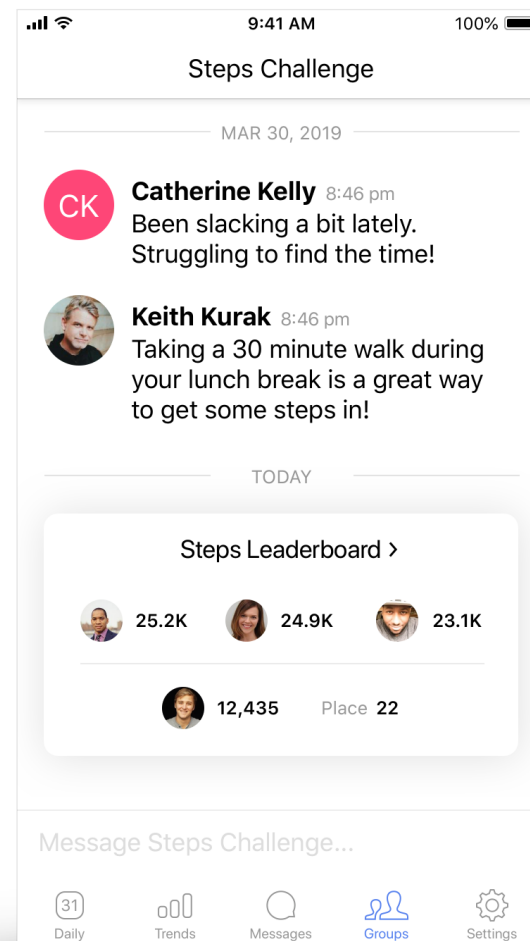 9:41 AM 100%
Steps Challenge
MAR 30, 2019
CK
Catherine Kelly 8:46 pm
Been slacking a bit lately.
Struggling to find the time!
Keith Kurak 8:46 pm
Taking a 30 minute walk during
your lunch break is a great way
to get some steps in!
TODAY
Steps Leaderboard >
25.2K 24.9K 23.1K
12,435 Place 22
Message Steps Challenge...
31
Daily Trends Messages Groups Settings